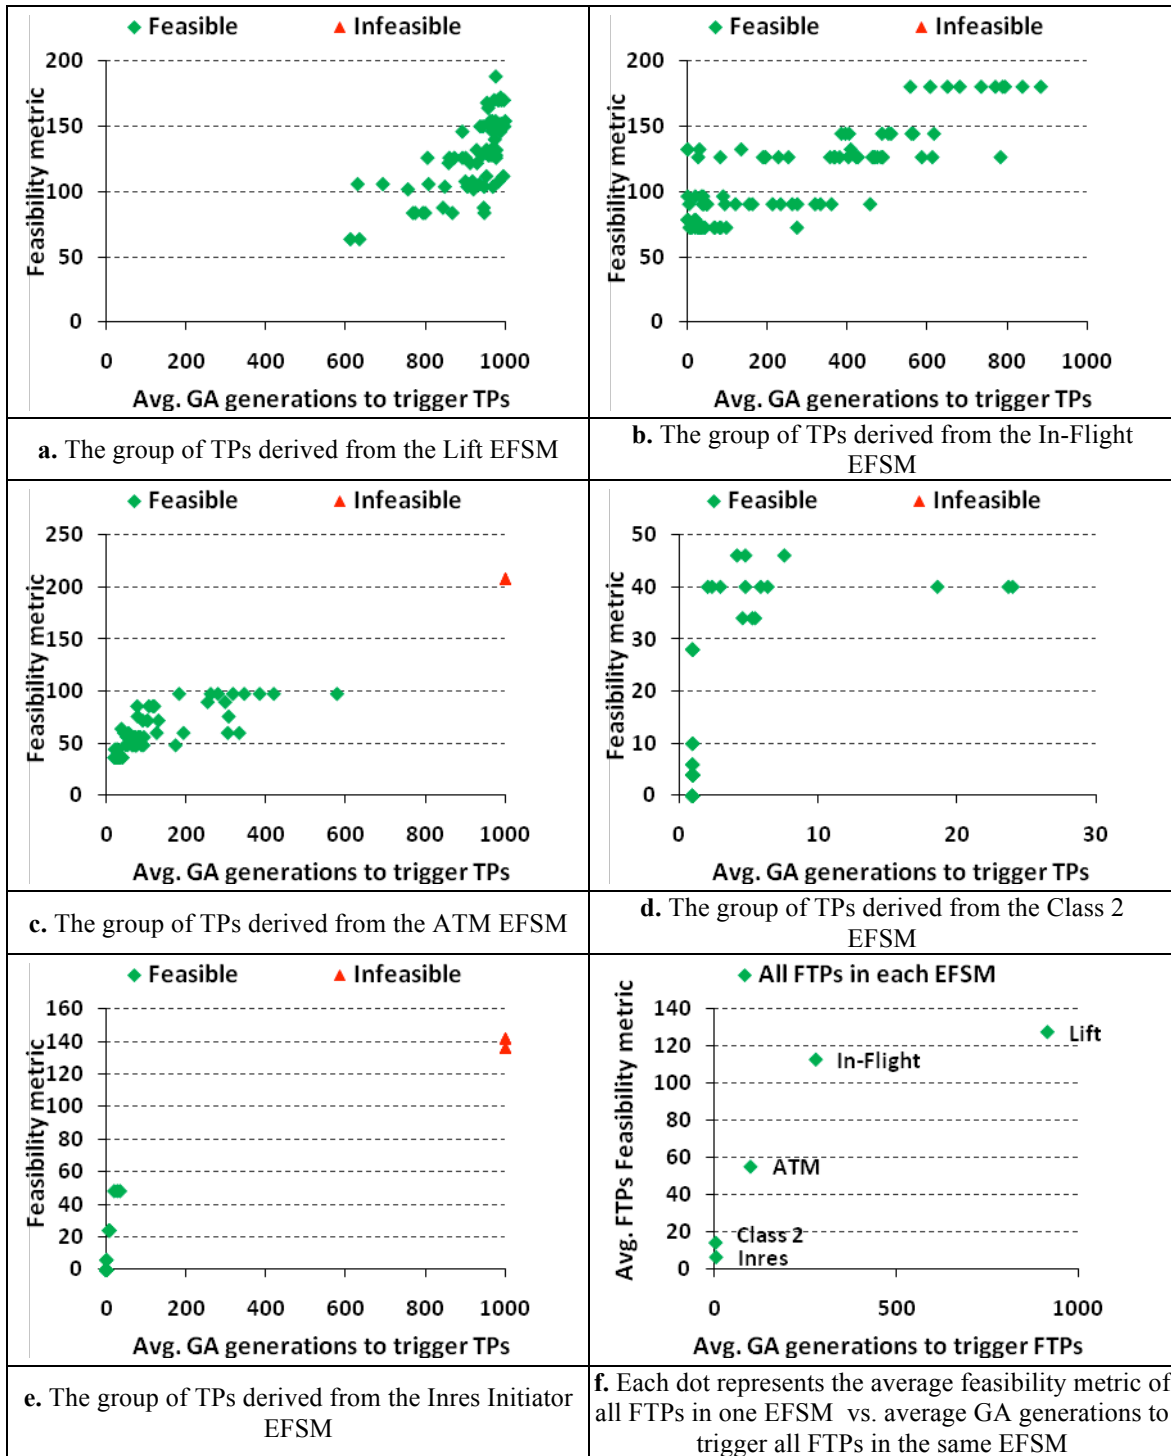 Feasible Infeasible
200
150
100
50
0
0 200 400 600 800 1000
Feasibility metric
Avg. GA generations to trigger TPs
a. The group of TPs derived from the Lift EFSM
Feasible Infeasible
200
150
100
50
0
0 200 400 600 800 1000
Feasibility metric
Avg. GA generations to trigger TPs
b. The group of TPs derived from the In-Flight
EFSM
Feasible Infeasible
250
200
150
100
50
0
0 200 400 600 800 1000
Feasibility metric
Avg. GA generations to trigger TPs
c. The group of TPs derived from the ATM EFSM
Feasible Infeasible
50
40
30
20
10
0
0 10 20 30
Feasibility metric
Avg. GA generations to trigger TPs
d. The group of TPs derived from the Class 2
EFSM
Feasible Infeasible
160
140
120
100
80
60
40
20
0
0 200 400 600 800 1000
Feasibility metric
Avg. GA generations to trigger TPs
e. The group of TPs derived from the Inres Initiator
EFSM
All FTPs in each EFSM
140
120
100
80
60
40
20
0
Lift
In-Flight
ATM
Class 2
Inres
0 500 1000
Avg. FTPs Feasibility metric
Avg. GA generations to trigger FTPs
f. Each dot represents the average feasibility metric of
all FTPs in one EFSM vs. average GA generations to
trigger all FTPs in the same EFSM